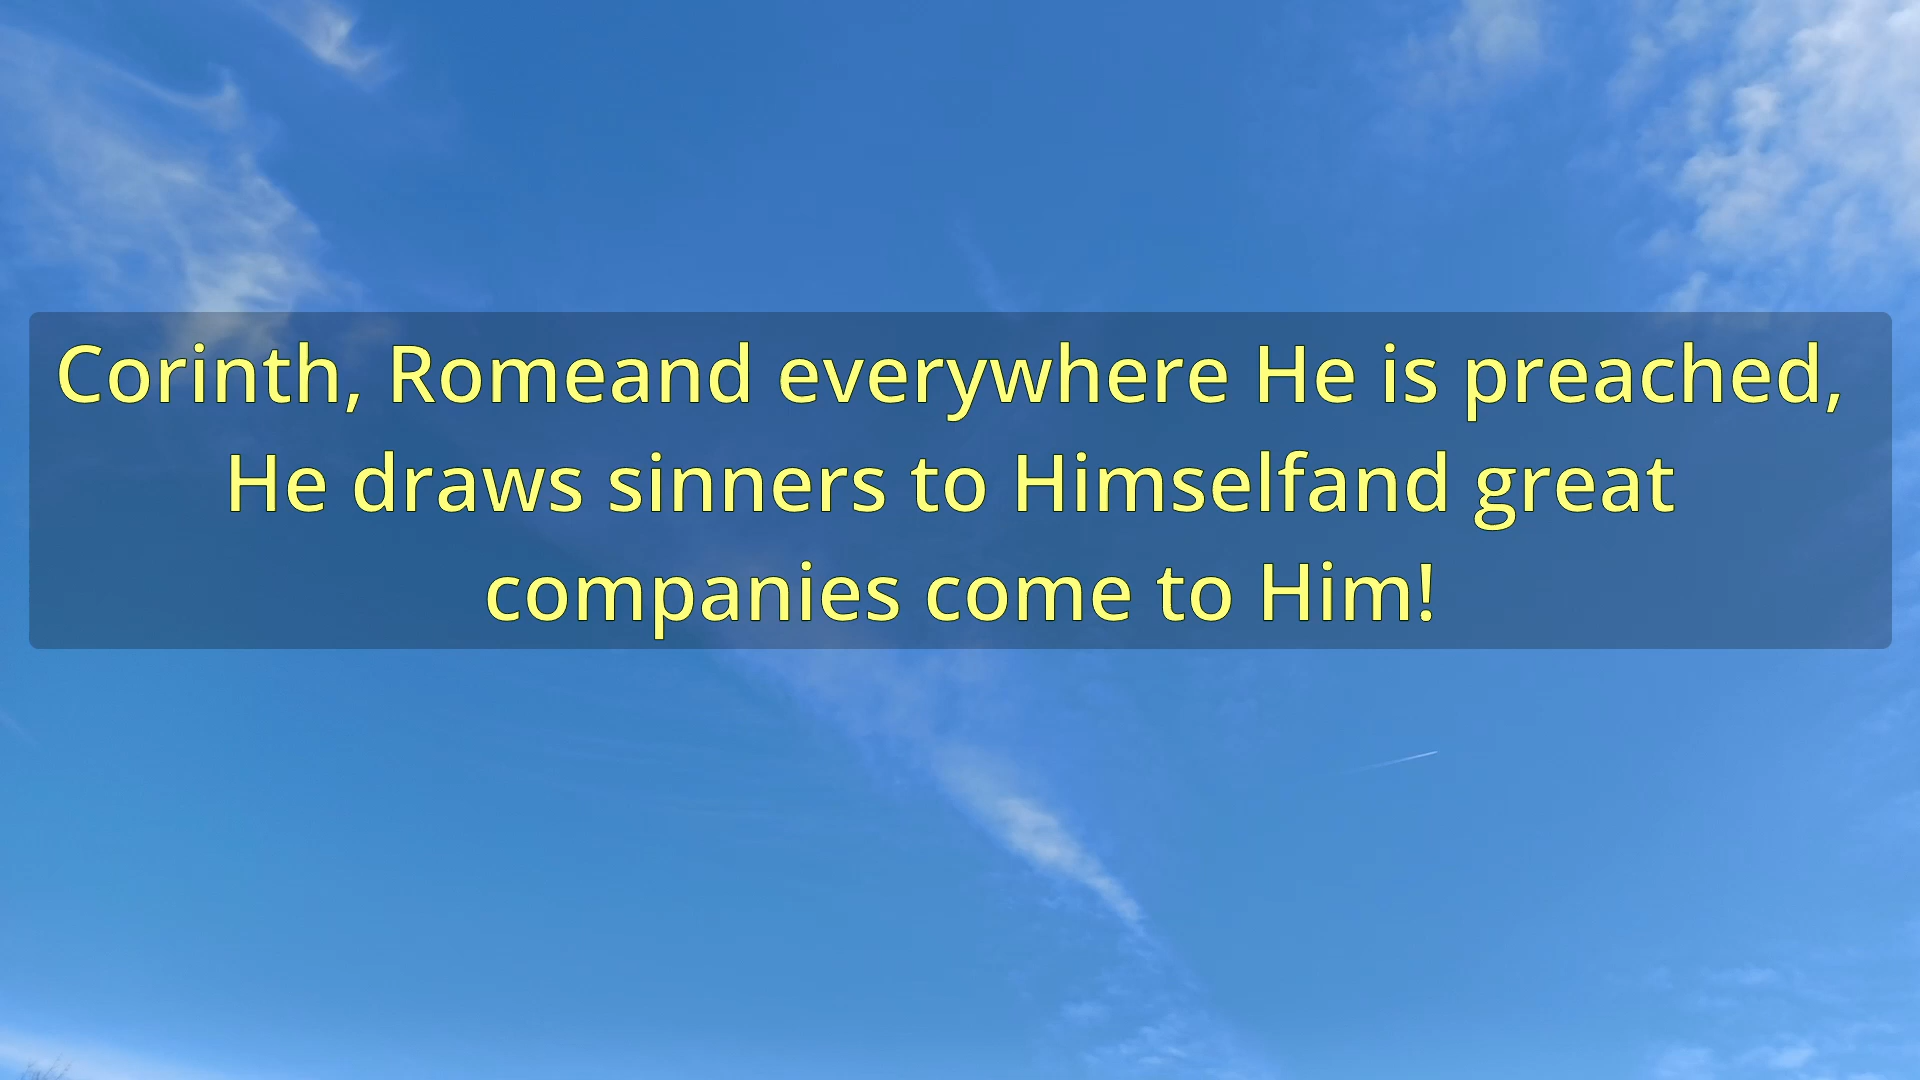 Corinth, Romeand everywhere He is preached,
He draws sinners to Himselfand great
companies come to Him!